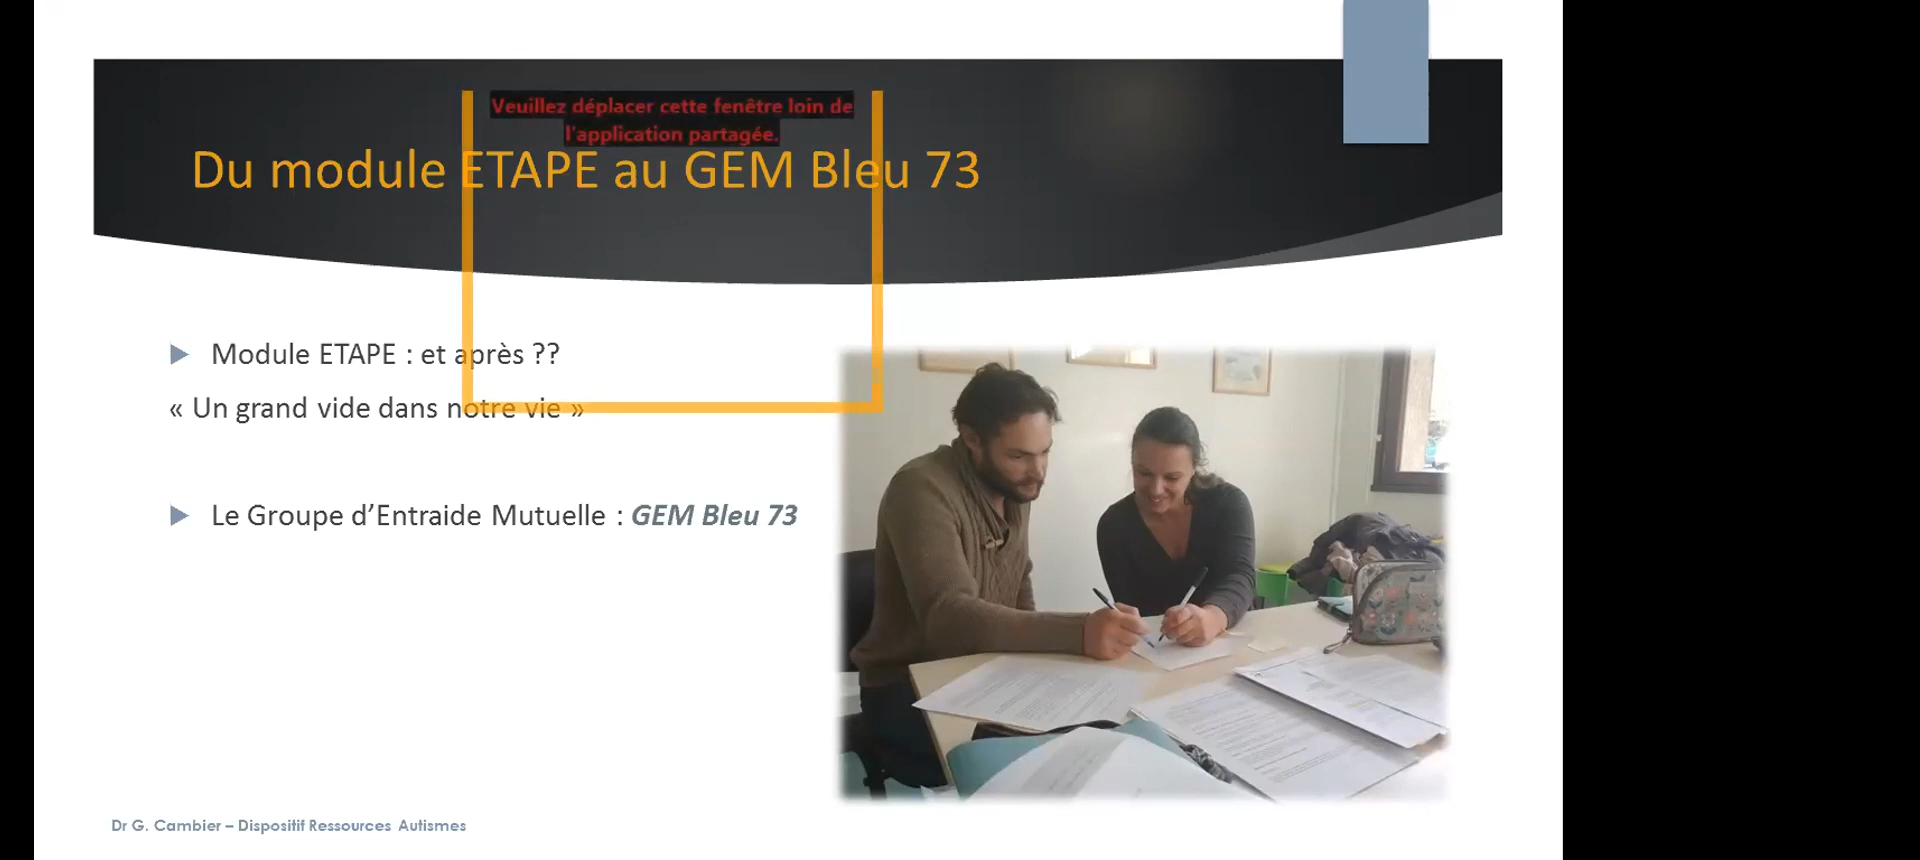 Veuillez déplacer cette fenêtre loin de
l'application partagée.
Du module ETAPE au GEM Bleu 73
Module ETAPE : et après ??
« Un grand vide dans notre vie »
Le Groupe d’Entraide Mutuelle : GEM Bleu 73
Dr G. Cambier – Dispositif Ressources Autismes